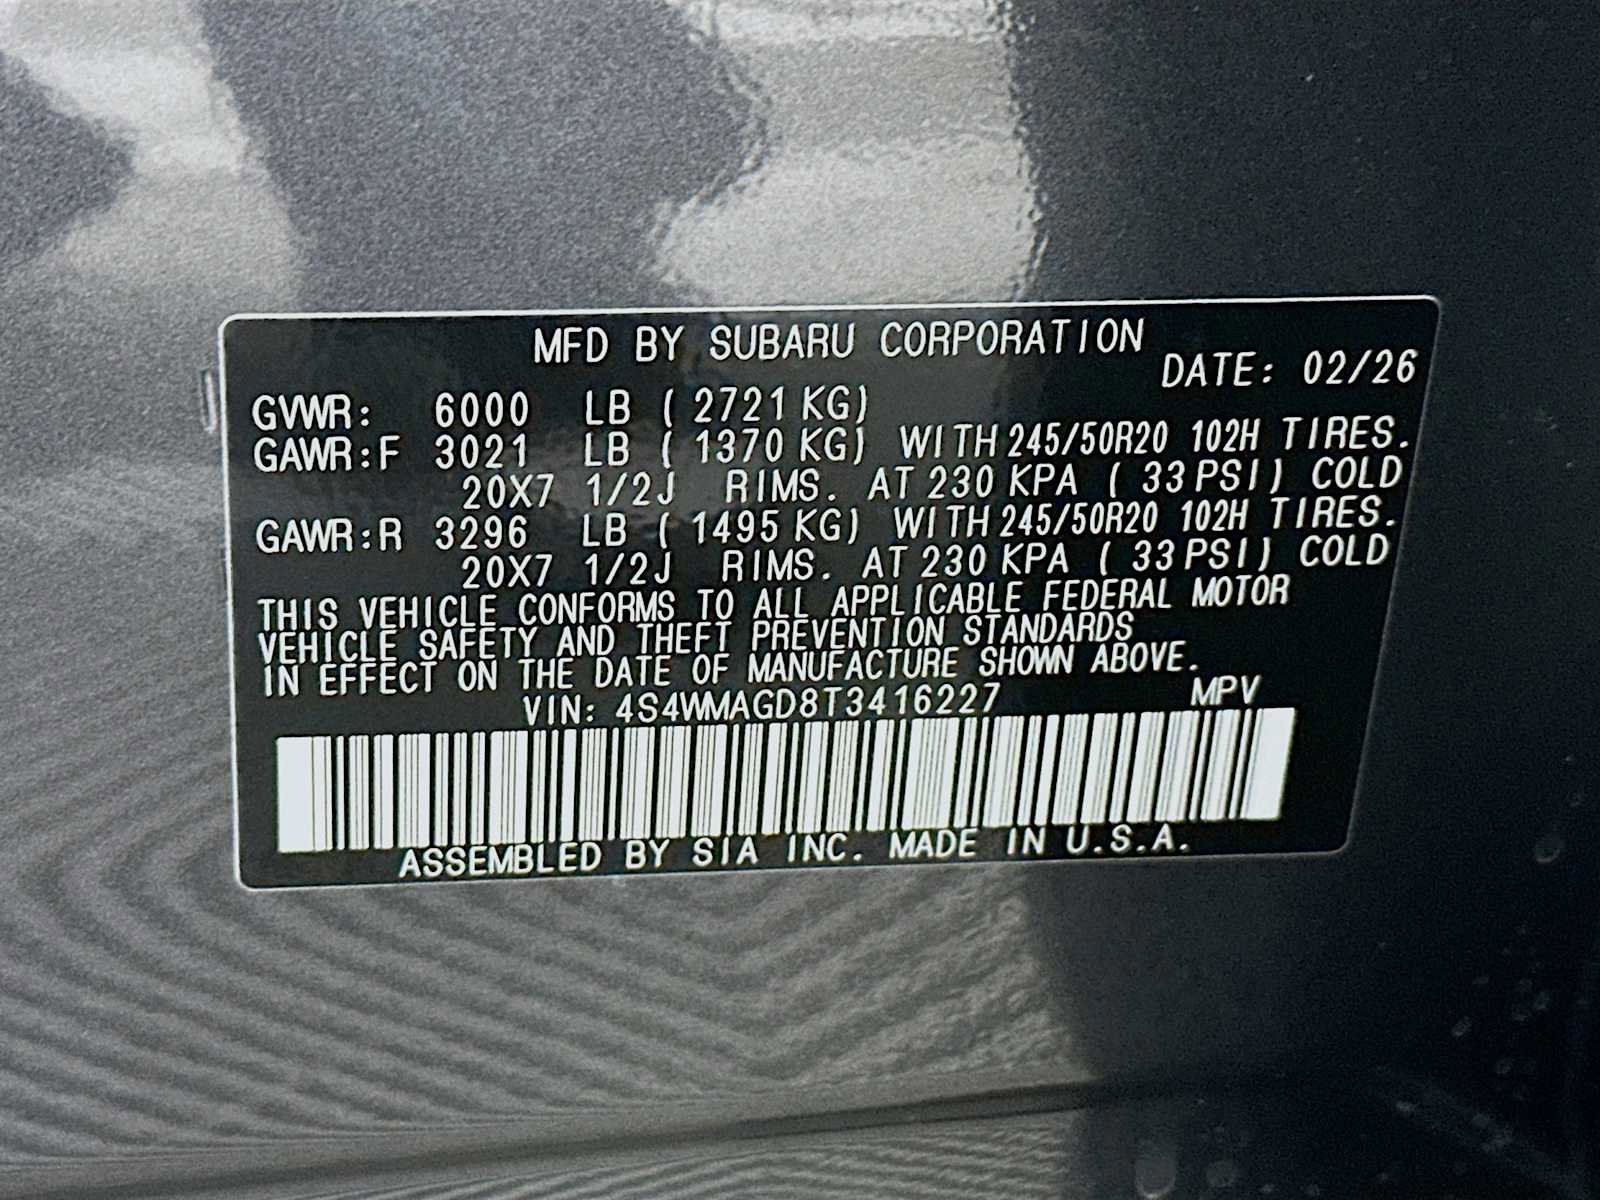 MFD BY SUBARU CORPORATION
DATE: 02/26
GVWR: 6000 LB ( 2721 KG)
GAWR:F 3021 LB ( 1370 KG) WITH 245/50R20 102H TIRES.
20X7 1/2J RIMS. AT 230 KPA ( 33 PSI) COLD
GAWR:R 3296 LB ( 1495 KG) WITH 245/50R20 102H TIRES.
20X7 1/2J RIMS. AT 230 KPA ( 33 PSI) COLD
THIS VEHICLE CONFORMS TO ALL APPLICABLE FEDERAL MOTOR
VEHICLE SAFETY AND THEFT PREVENTION STANDARDS
IN EFFECT ON THE DATE OF MANUFACTURE SHOWN ABOVE.
VIN: 4S4WMAGD8T3416227 MPV
ASSEMBLED BY SIA INC. MADE IN U.S.A.